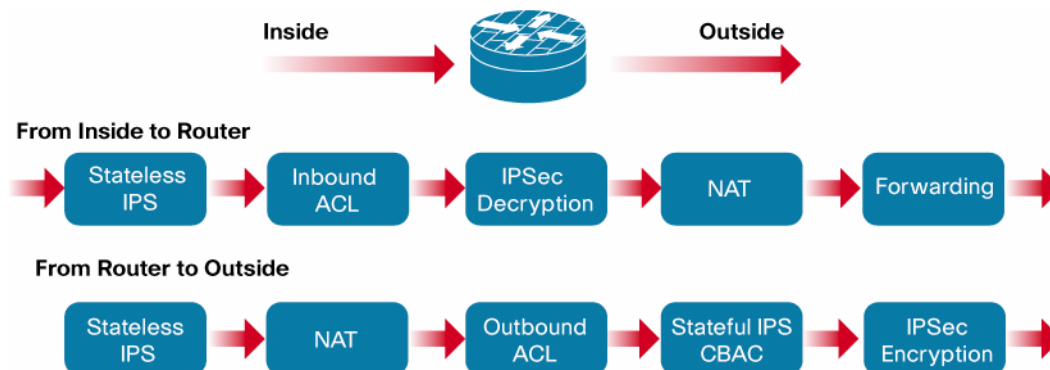 Inside
Outside
From Inside to Router
Stateless
IPS
Inbound
ACL
IPSec
Decryption
NAT
Forwarding
From Router to Outside
Stateless
IPS
NAT
Outbound
ACL
Stateful IPS
CBAC
IPSec
Encryption